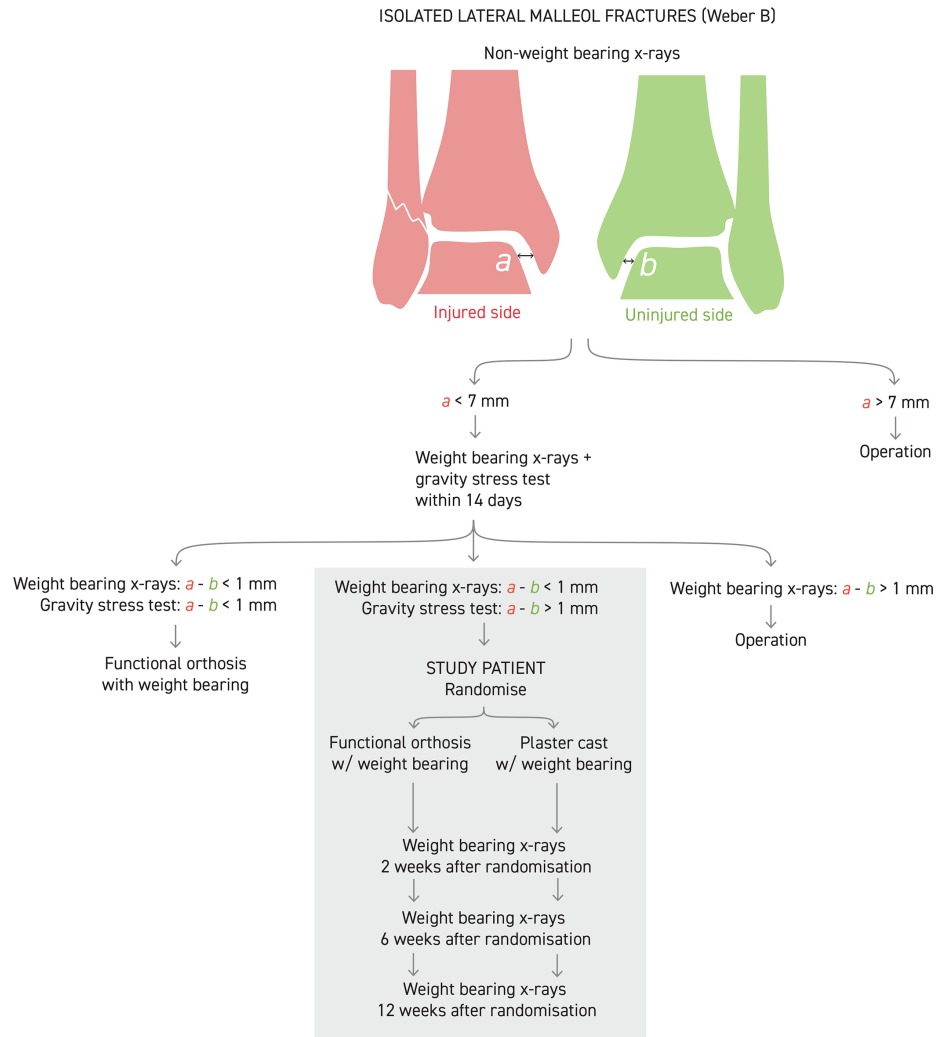 ISOLATED LATERAL MALLEOL FRACTURES (Weber B)
Non-weight bearing x-rays
a
b
Injured side
Uninjured side
a < 7 mm
a > 7 mm
Weight bearing x-rays +
gravity stress test
within 14 days
Operation
Weight bearing x-rays: a - b < 1 mm
Gravity stress test: a - b < 1 mm
Functional orthosis
with weight bearing
Weight bearing x-rays: a - b < 1 mm
Gravity stress test: a - b > 1 mm
STUDY PATIENT
Randomise
Functional orthosis
w/ weight bearing
Plaster cast
w/ weight bearing
Weight bearing x-rays
2 weeks after randomisation
Weight bearing x-rays
6 weeks after randomisation
Weight bearing x-rays
12 weeks after randomisation
Weight bearing x-rays: a - b > 1 mm
Operation